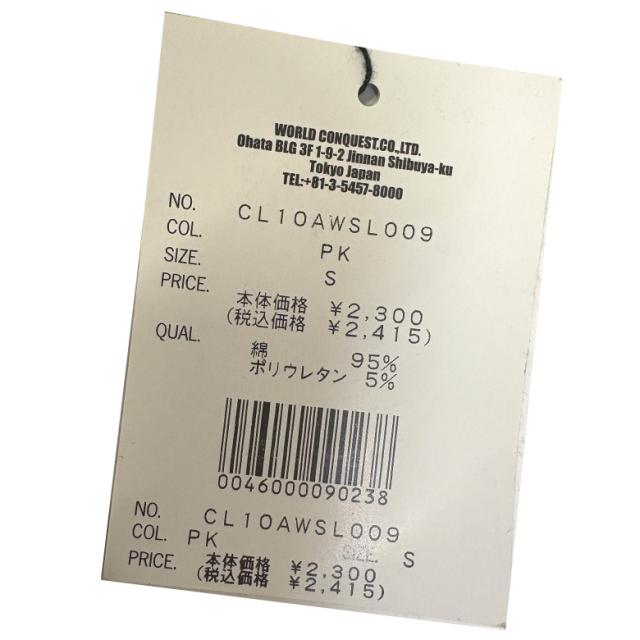 WORLD CONQUEST.CO.,LTD.
Ohata BLG 3F 1-9-2 Jinnan Shibuya-ku
Tokyo Japan
TEL:+81-3-5457-8000
NO. CL10AWSL009
COL. PK
SIZE. S
PRICE. 本体価格 ¥2,300
(税込価格 ¥2,415)
QUAL. 綿 95%
ポリウレタン 5%
0046000090238
NO. CL10AWSL009
COL. PK SIZE. S
PRICE. 本体価格 ¥2,300
(税込価格 ¥2,415)